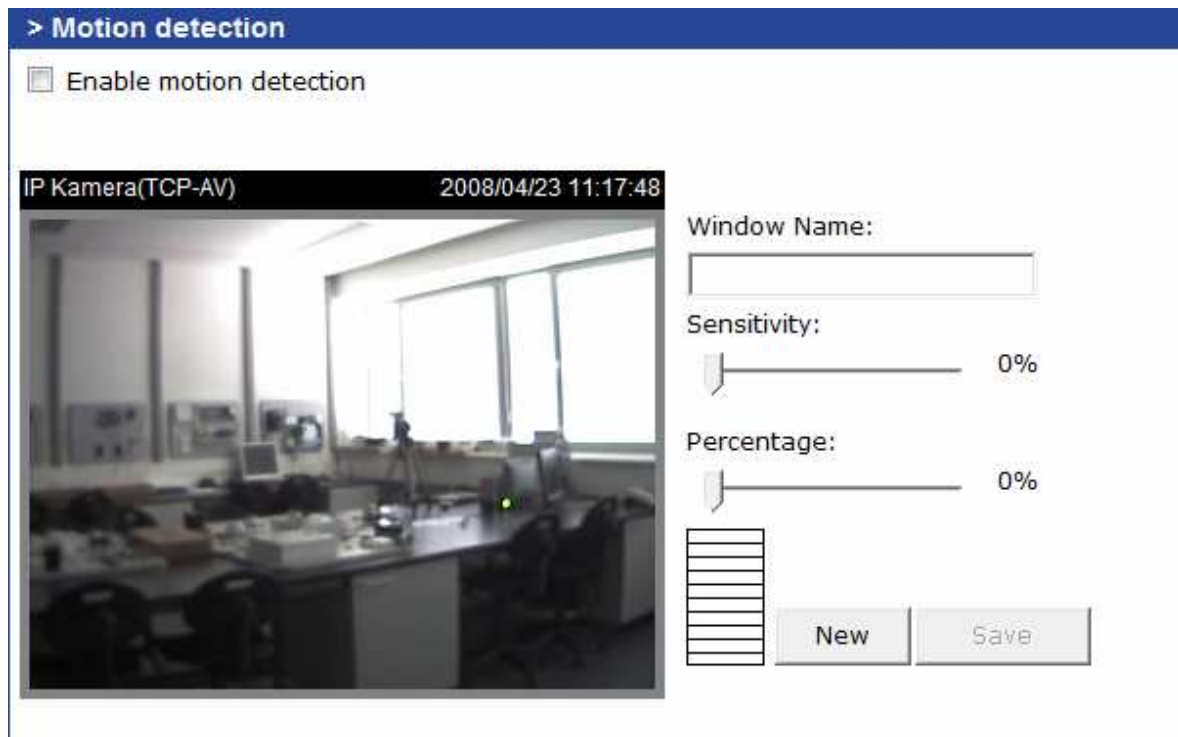 > Motion detection
Enable motion detection
IP Kamera(TCP-AV) 2008/04/23 11:17:48
Window Name:
Sensitivity:
0%
Percentage:
0%
New Save